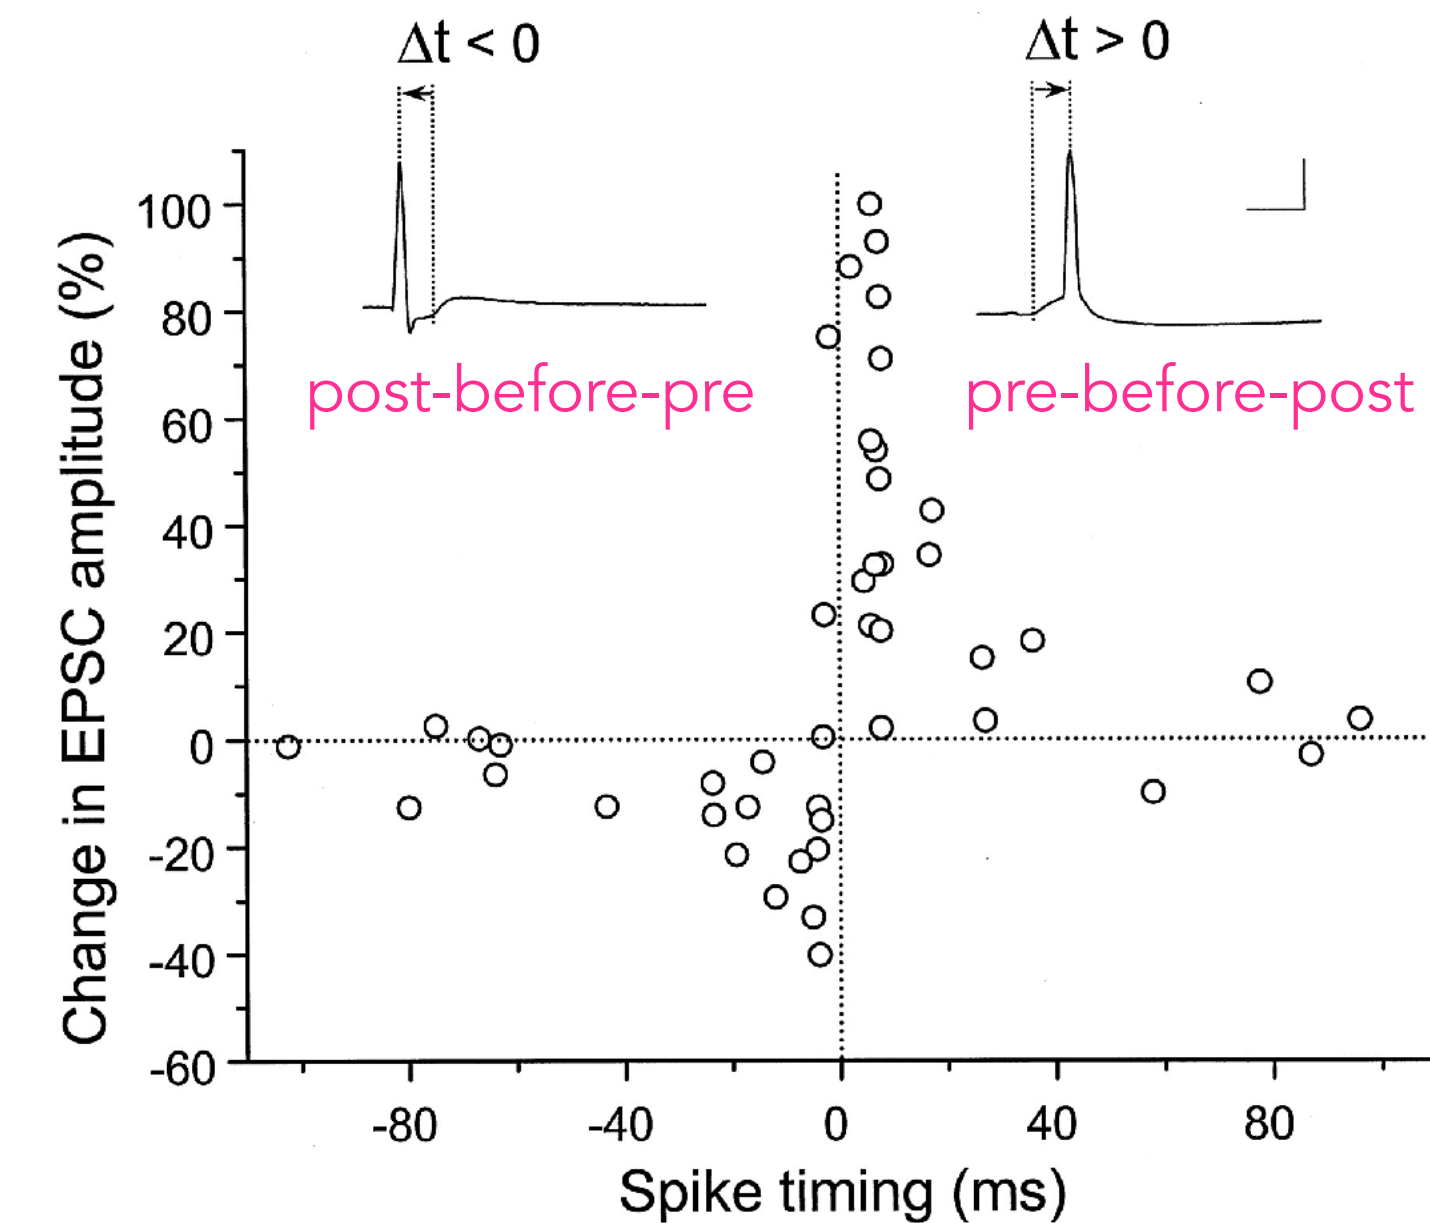 Δt < 0
Δt > 0
post-before-pre
pre-before-post
Change in EPSC amplitude (%)
100
80
60
40
20
0
-20
-40
-60
-80
-40
0
40
80
Spike timing (ms)